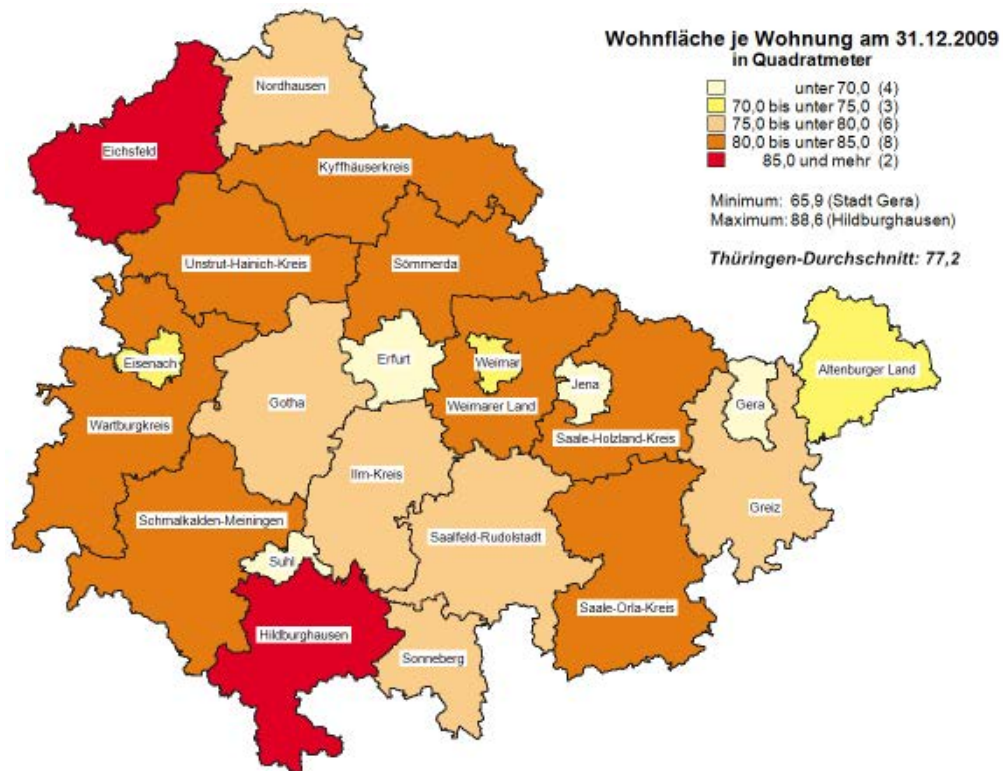 Wohnfläche je Wohnung am 31.12.2009
in Quadratmeter
unter 70,0 (4)
70,0 bis unter 75,0 (3)
75,0 bis unter 80,0 (6)
80,0 bis unter 85,0 (8)
85,0 und mehr (2)
Minimum: 65,9 (Stadt Gera)
Maximum: 88,6 (Hildburghausen)
Thüringen-Durchschnitt: 77,2
Nordhausen
Eichsfeld
Kyffhäuserkreis
Unstrut-Hainich-Kreis
Sömmerda
Eisenach
Erfurt
Weimar
Jena
Altenburger Land
Gotha
Weimarer Land
Gera
Wartburgkreis
Saale-Holzland-Kreis
Ilm-Kreis
Greiz
Schmalkalden-Meiningen
Saalfeld-Rudolstadt
Suhl
Saale-Orla-Kreis
Hildburghausen
Sonneberg